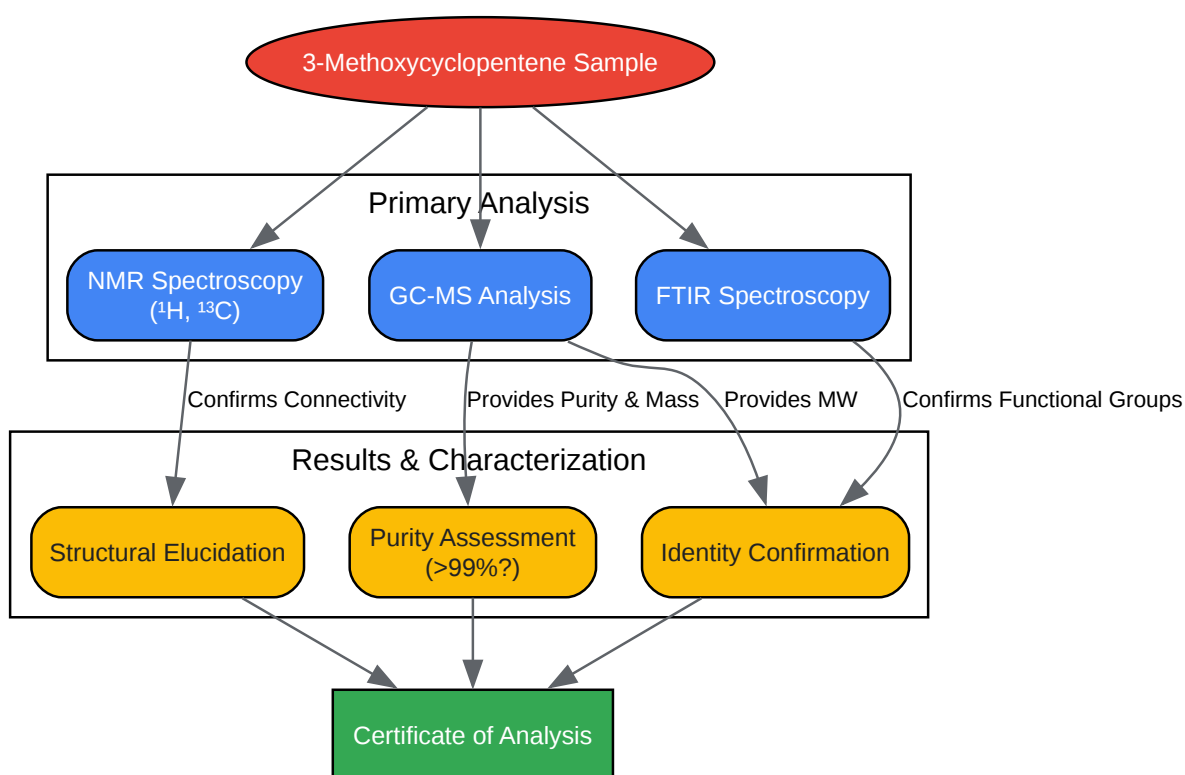 3-Methoxycyclopentene Sample
Primary Analysis
NMR Spectroscopy
(¹H, ¹³C)
GC-MS Analysis
FTIR Spectroscopy
Confirms Connectivity
Provides Purity & Mass
Provides MW
Confirms Functional Groups
Results & Characterization
Structural Elucidation
Purity Assessment
(>99%?)
Identity Confirmation
Certificate of Analysis